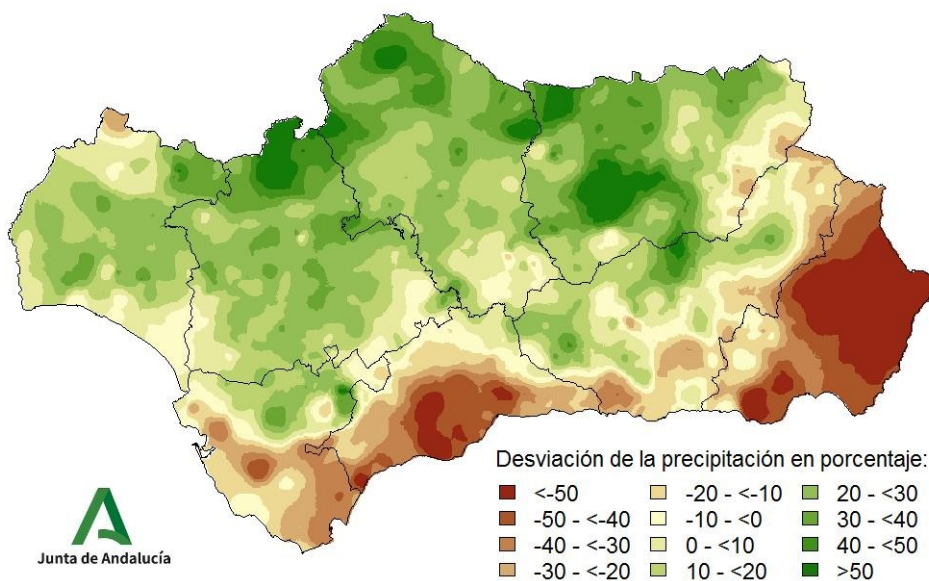 Desviación de la precipitación en porcentaje:
<-50 -20 - <-10 20 - <30
-50 - <-40 -10 - <0 30 - <40
-40 - <-30 0 - <10 40 - <50
-30 - <-20 10 - <20 >50
Junta de Andalucía